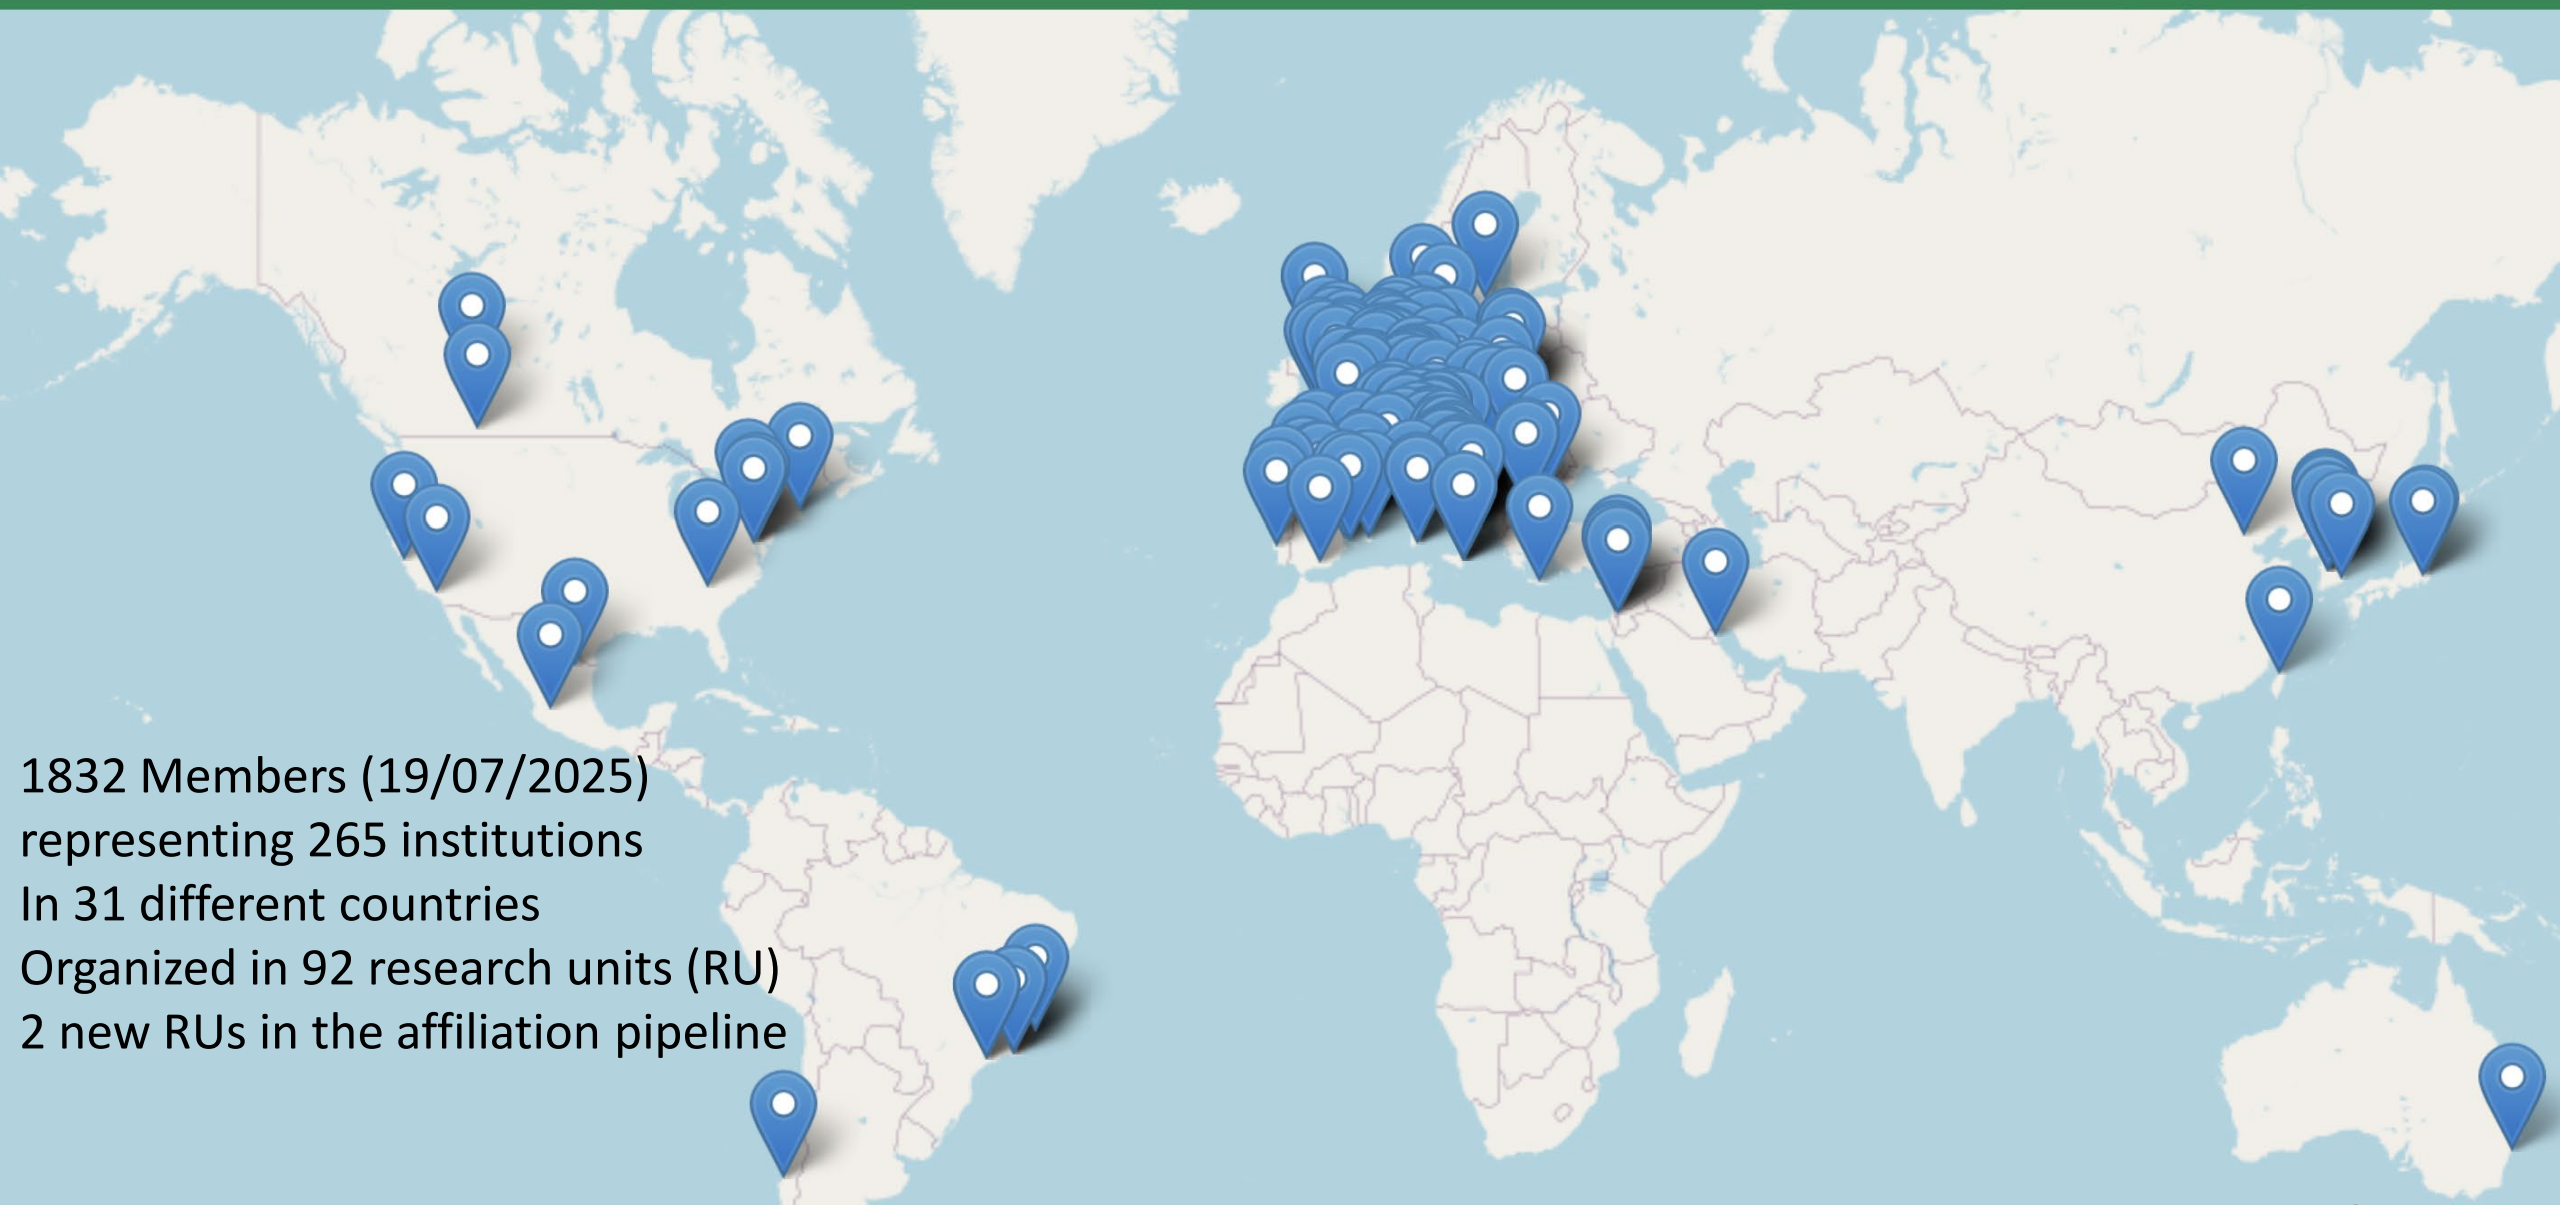 1832 Members (19/07/2025)
representing 265 institutions
In 31 different countries
Organized in 92 research units (RU)
2 new RUs in the affiliation pipeline